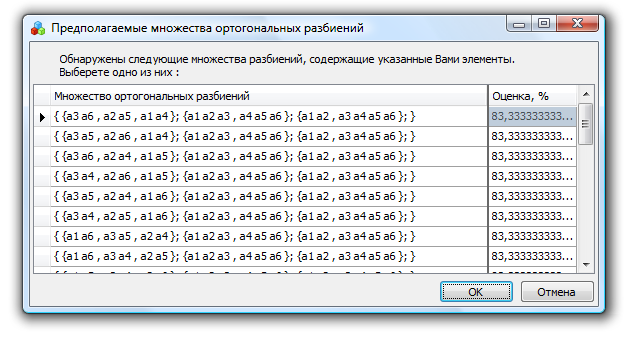 Предполагаемые множества ортогональных разбиений
Обнаружены следующие множества разбиений, содержащие указанные Вами элементы.
Выберете одно из них :
Множество ортогональных разбиений Оценка, %
{ {a3 a6 , a2 a5 , a1 a4 }; {a1 a2 a3 , a4 a5 a6 }; {a1 a2 , a3 a4 a5 a6 }; } 83,333333333...
{ {a3 a5 , a2 a6 , a1 a4 }; {a1 a2 a3 , a4 a5 a6 }; {a1 a2 , a3 a4 a5 a6 }; } 83,333333333...
{ {a3 a6 , a2 a4 , a1 a5 }; {a1 a2 a3 , a4 a5 a6 }; {a1 a2 , a3 a4 a5 a6 }; } 83,333333333...
{ {a3 a4 , a2 a6 , a1 a5 }; {a1 a2 a3 , a4 a5 a6 }; {a1 a2 , a3 a4 a5 a6 }; } 83,333333333...
{ {a3 a5 , a2 a4 , a1 a6 }; {a1 a2 a3 , a4 a5 a6 }; {a1 a2 , a3 a4 a5 a6 }; } 83,333333333...
{ {a3 a4 , a2 a5 , a1 a6 }; {a1 a2 a3 , a4 a5 a6 }; {a1 a2 , a3 a4 a5 a6 }; } 83,333333333...
{ {a1 a6 , a3 a5 , a2 a4 }; {a1 a2 a3 , a4 a5 a6 }; {a1 a2 , a3 a4 a5 a6 }; } 83,333333333...
{ {a1 a6 , a3 a4 , a2 a5 }; {a1 a2 a3 , a4 a5 a6 }; {a1 a2 , a3 a4 a5 a6 }; } 83,333333333...
OK Отмена